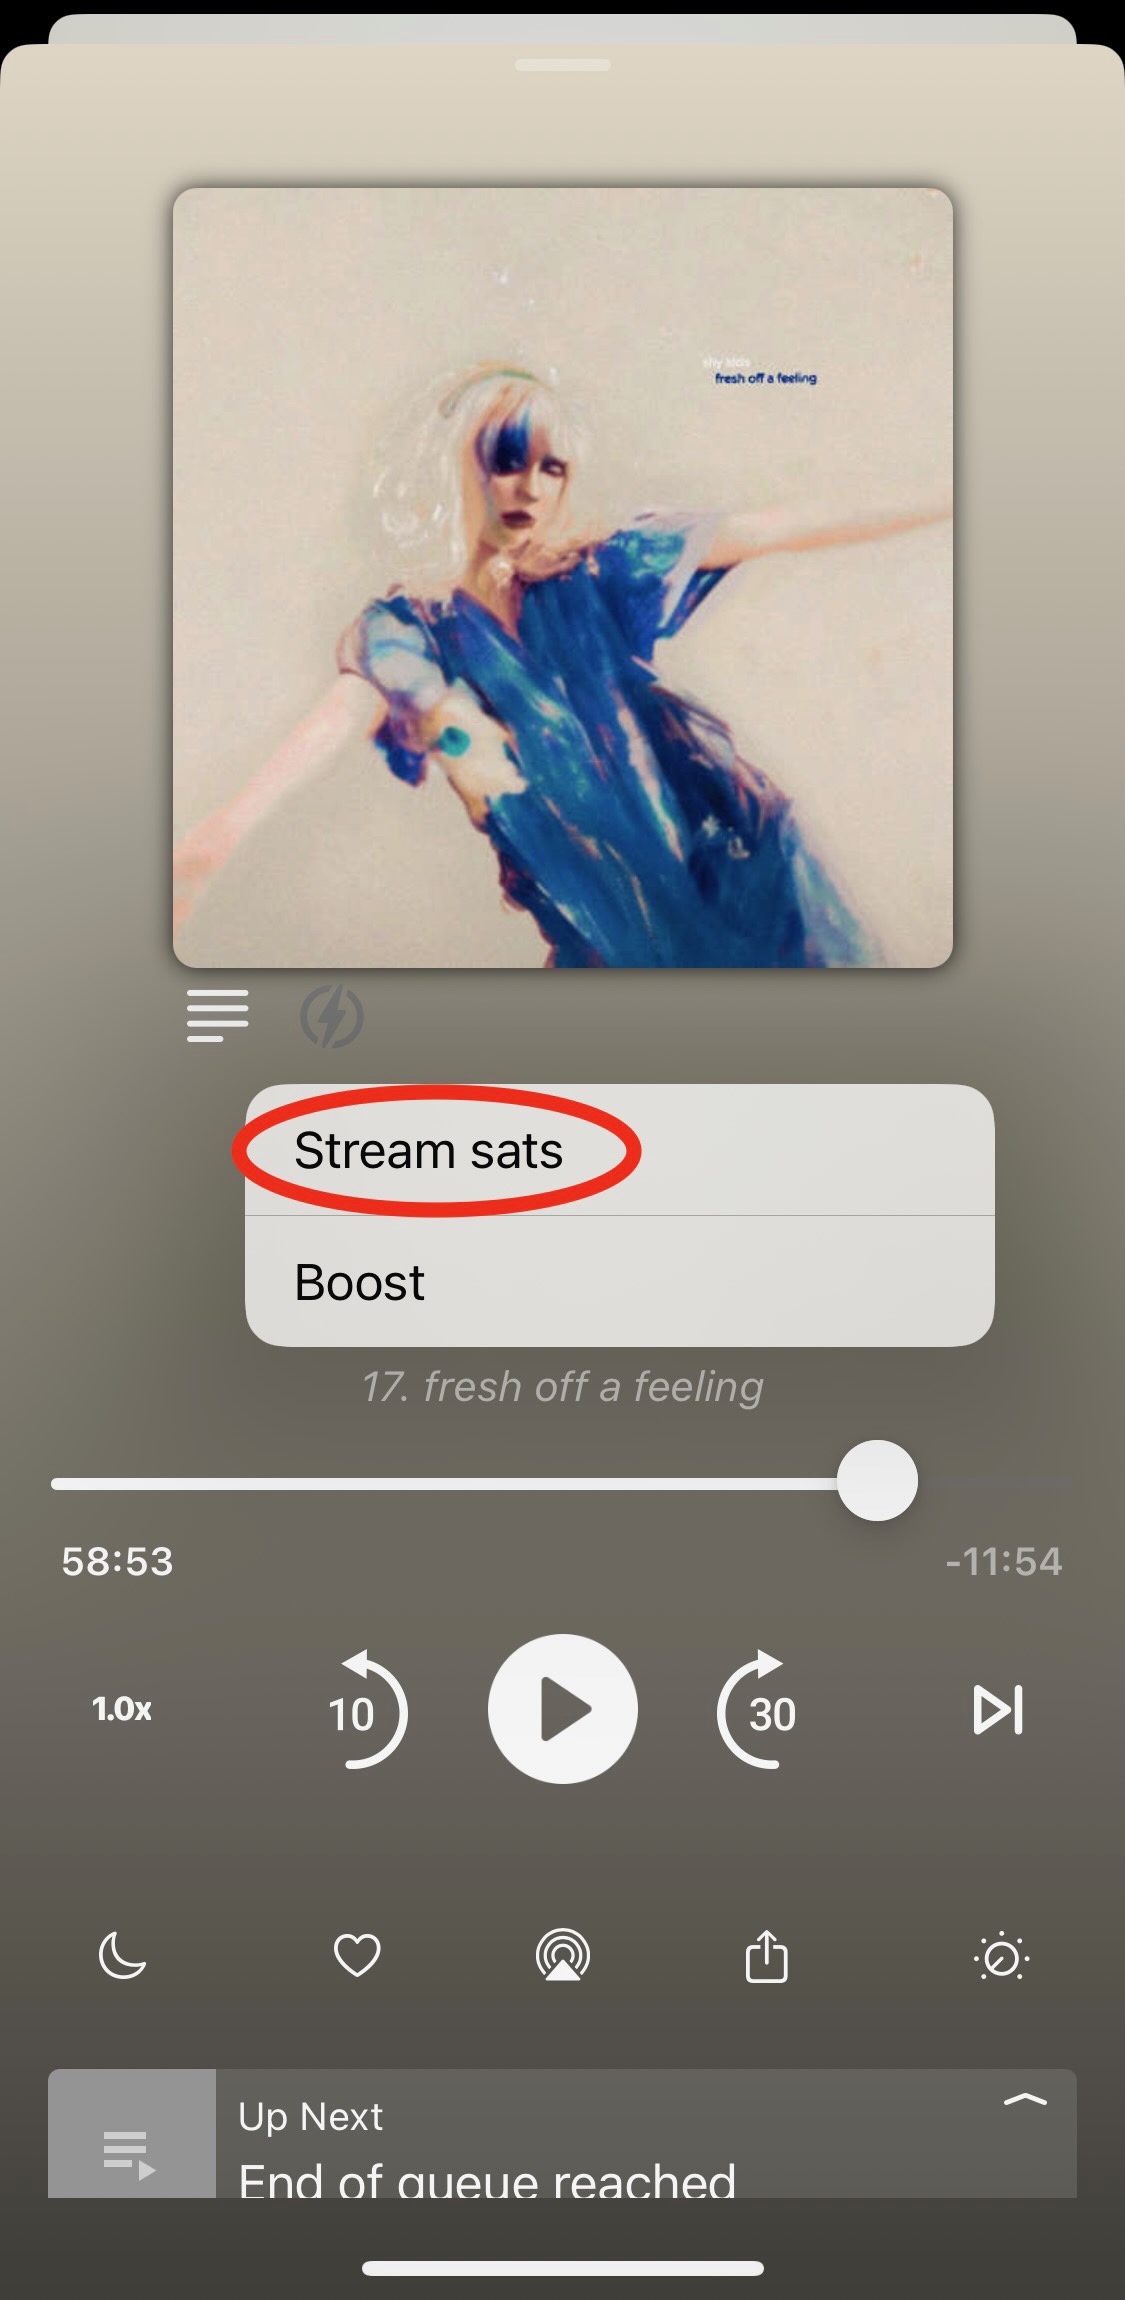 shy kids
fresh off a feeling
Stream sats
Boost
17. fresh off a feeling
58:53
-11:54
1.0x
10
30
Up Next
End of queue reached